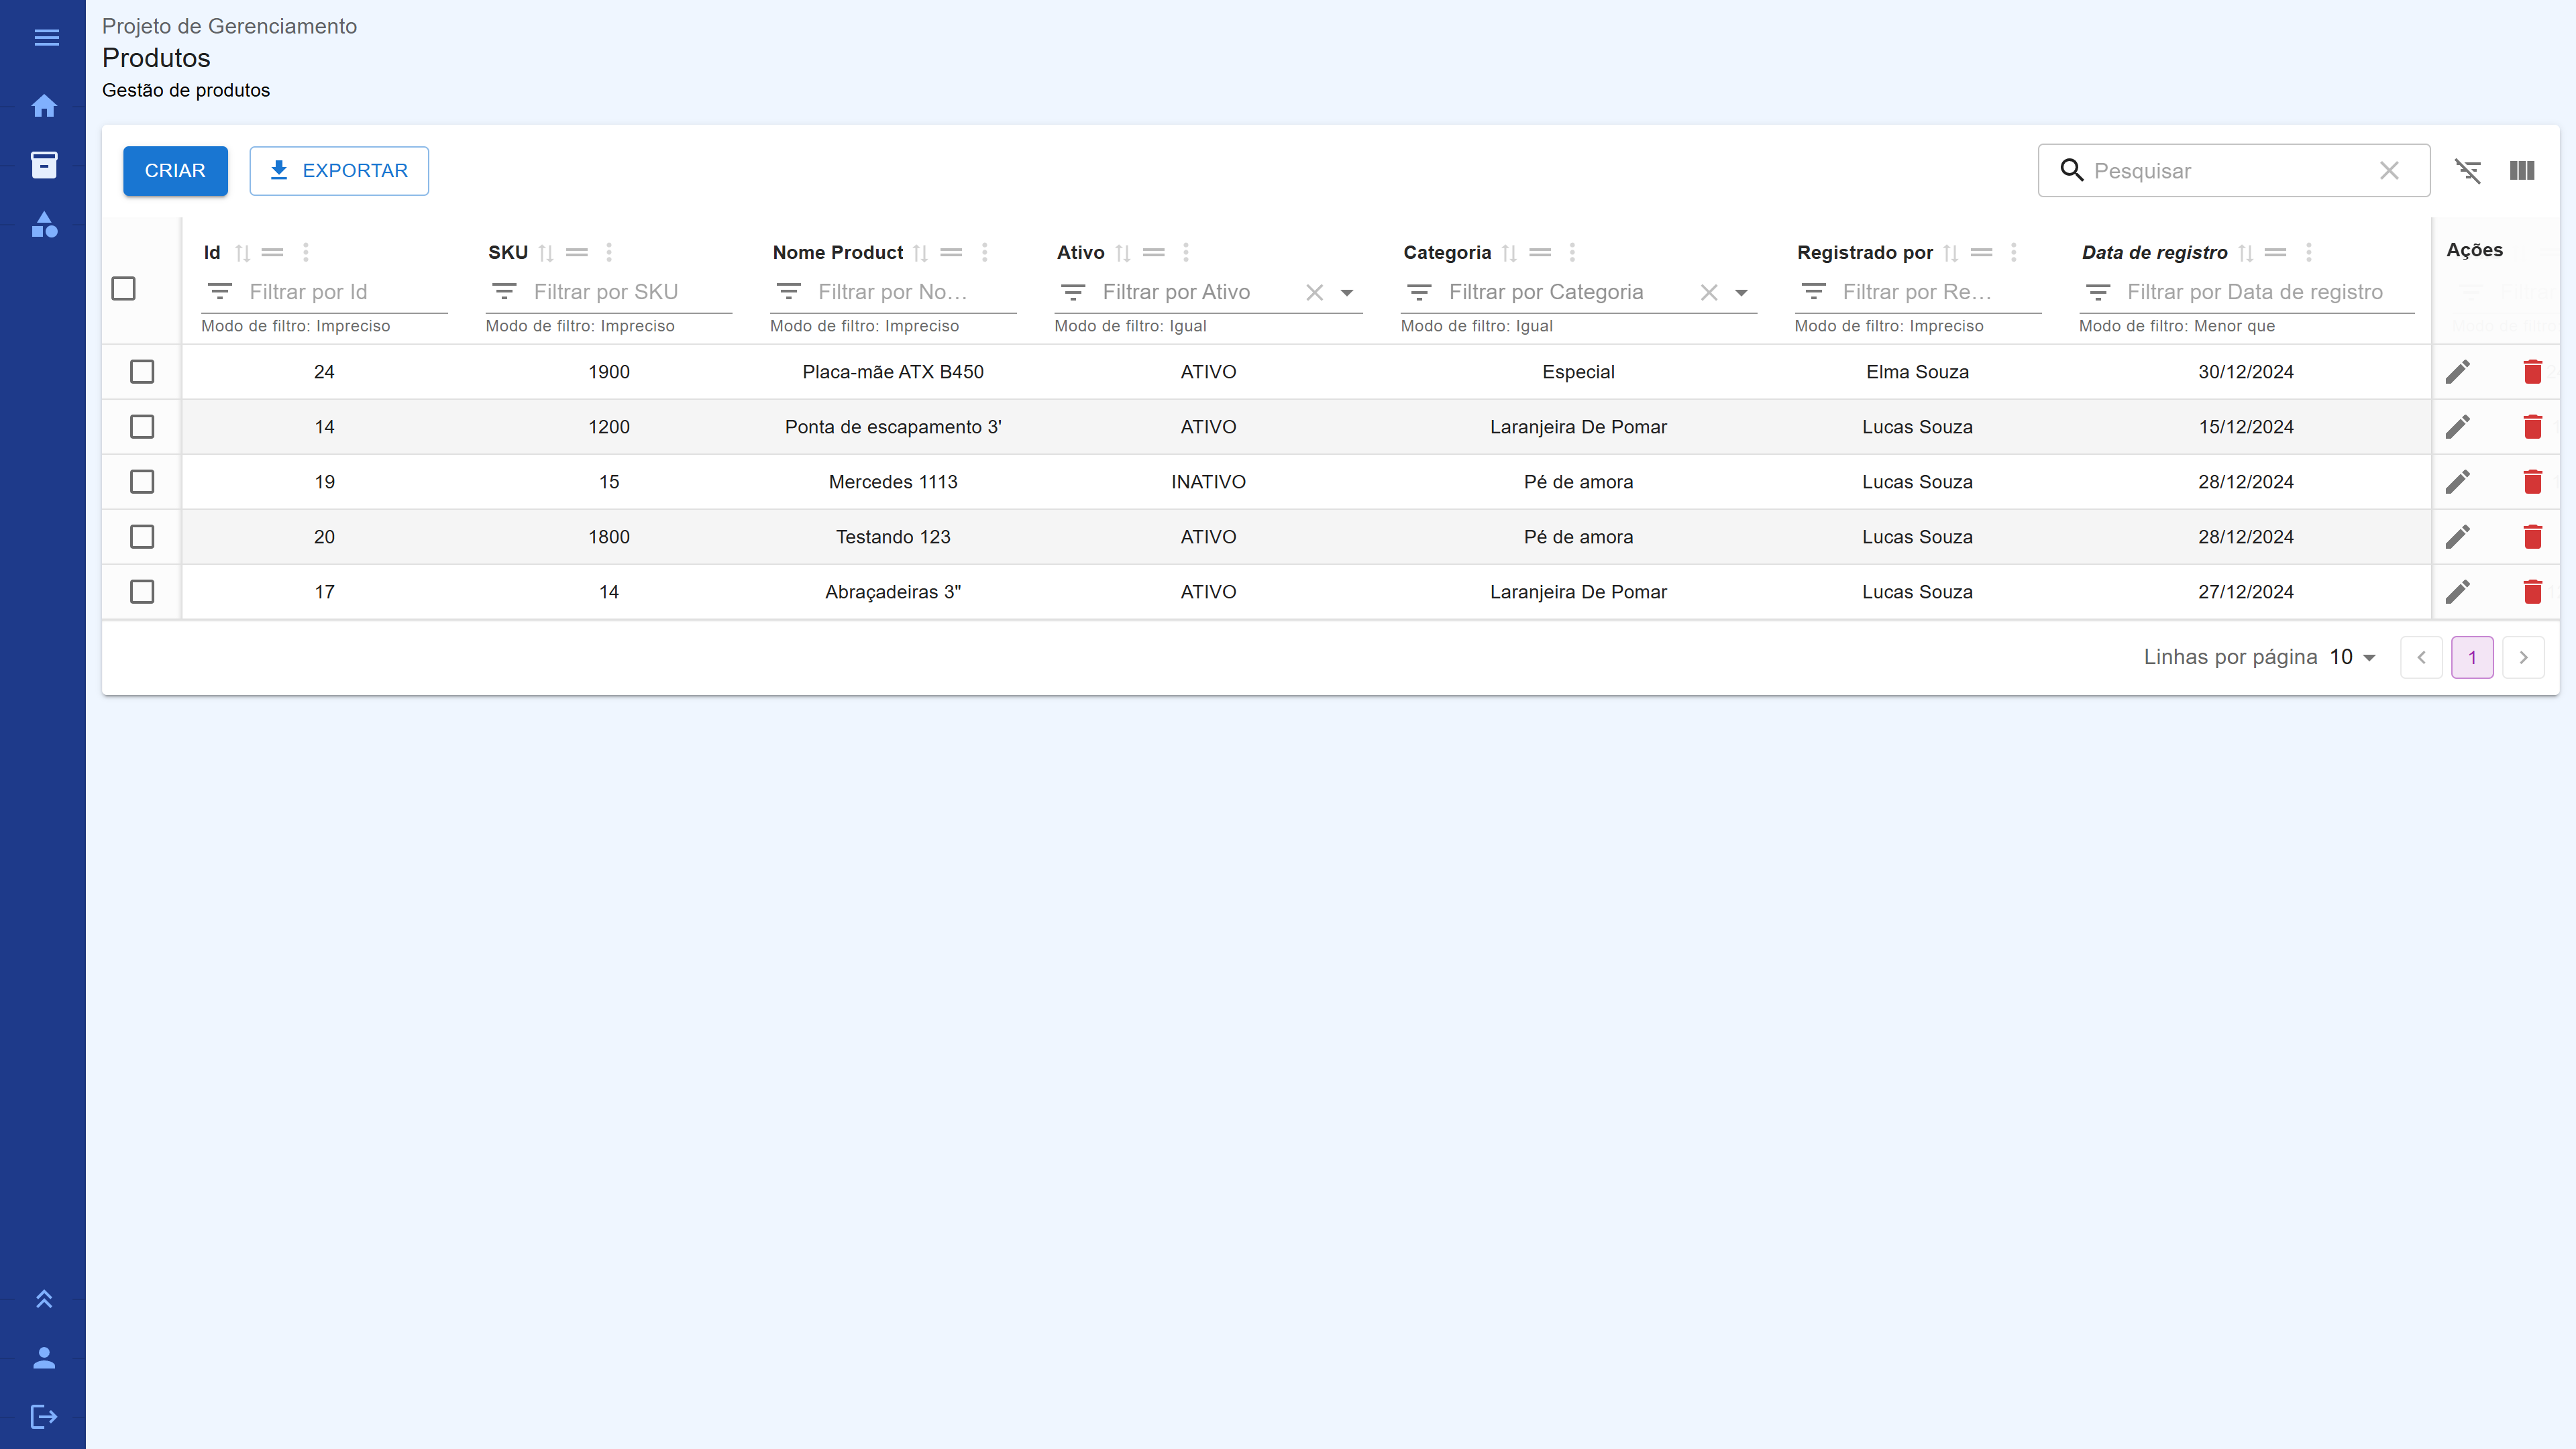 Projeto de Gerenciamento
Produtos
Gestão de produtos
CRIAR EXPORTAR Pesquisar
Id SKU Nome Product Ativo Categoria Registrado por Data de registro Ações
Filtrar por Id Filtrar por SKU Filtrar por No… Filtrar por Ativo Filtrar por Categoria Filtrar por Re… Filtrar por Data de registro
Modo de filtro: Impreciso Modo de filtro: Impreciso Modo de filtro: Impreciso Modo de filtro: Igual Modo de filtro: Igual Modo de filtro: Impreciso Modo de filtro: Menor que
24 1900 Placa-mãe ATX B450 ATIVO Especial Elma Souza 30/12/2024
14 1200 Ponta de escapamento 3' ATIVO Laranjeira De Pomar Lucas Souza 15/12/2024
19 15 Mercedes 1113 INATIVO Pé de amora Lucas Souza 28/12/2024
20 1800 Testando 123 ATIVO Pé de amora Lucas Souza 28/12/2024
17 14 Abraçadeiras 3" ATIVO Laranjeira De Pomar Lucas Souza 27/12/2024
Linhas por página 10 1